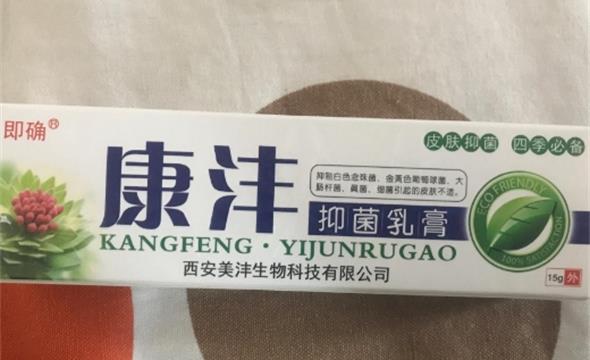 即确®
皮肤抑菌 四季必备
康沣
抑制白色念珠菌、金黄色葡萄球菌、大
肠杆菌、真菌、细菌引起的皮肤不适。
抑菌乳膏
KANGFENG·YIJUNRUGAO
西安美沣生物科技有限公司
ECO FRIENDLY
100% SATISFACTION
15g 外